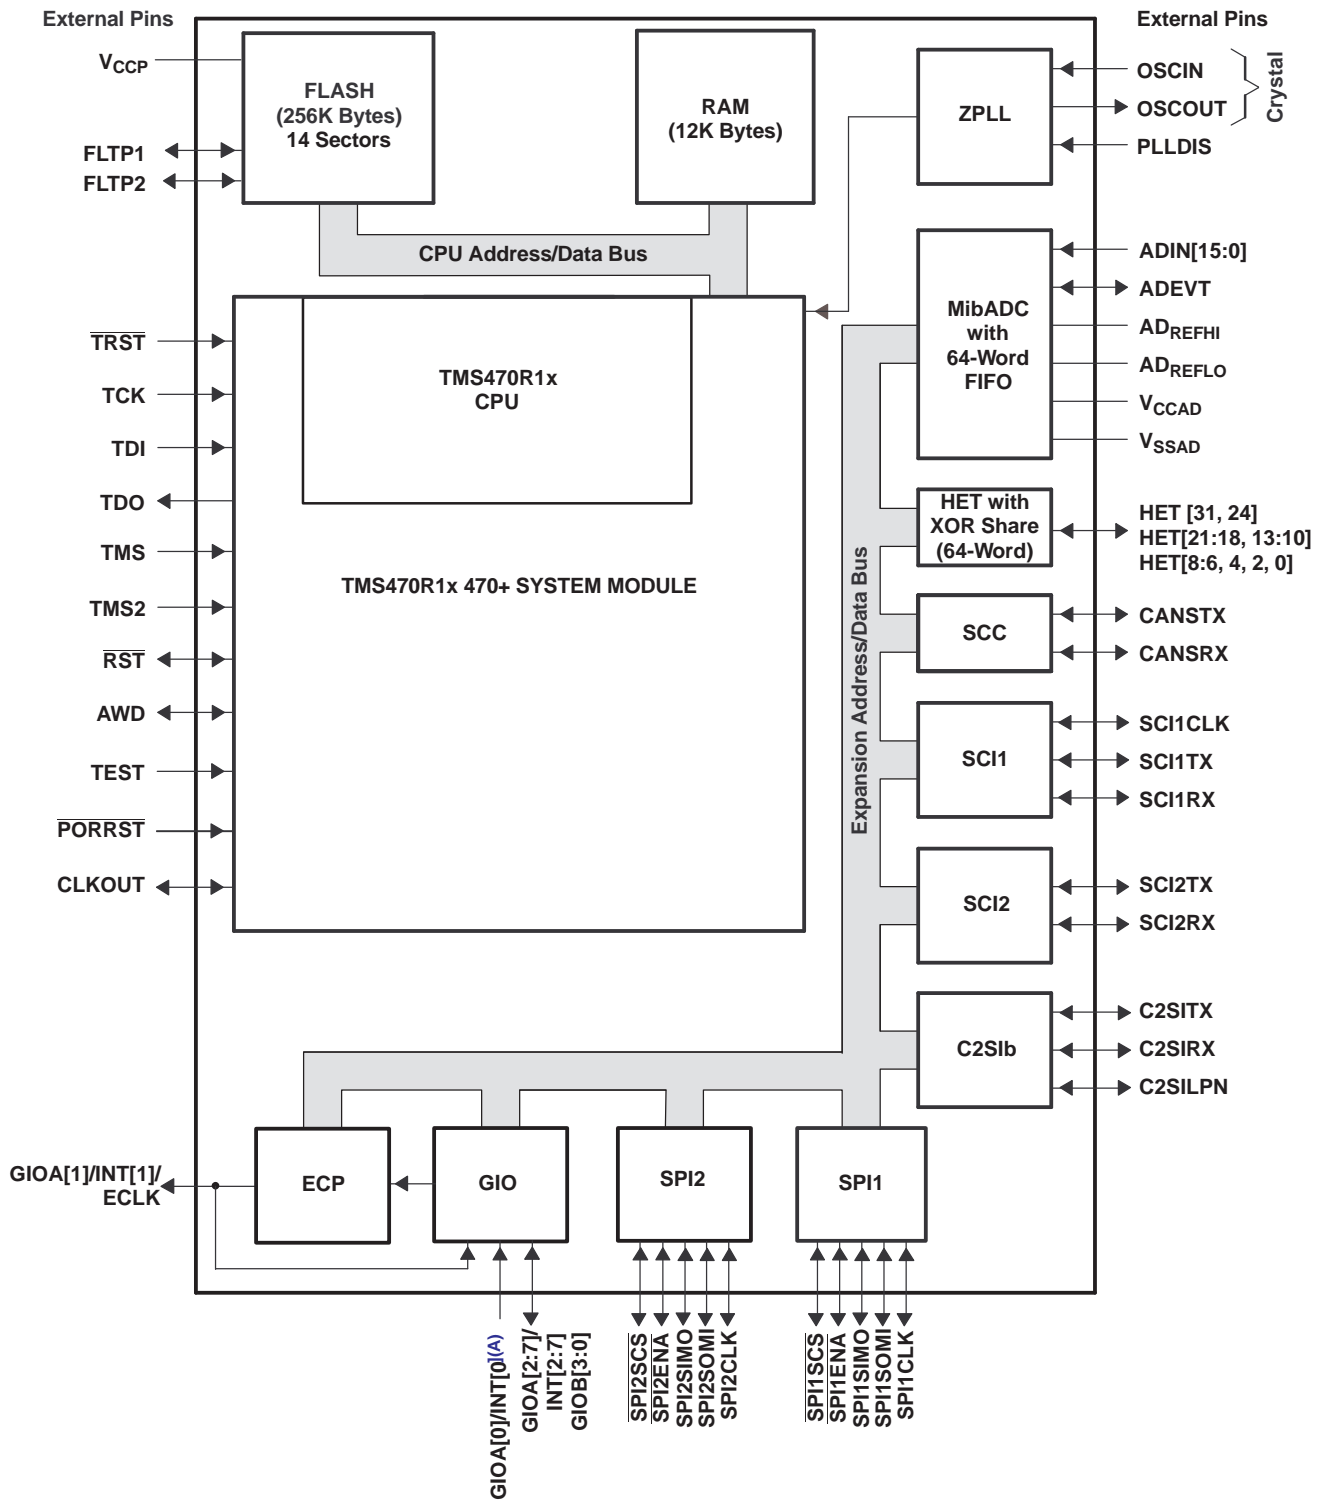 External Pins
External Pins
VCCP
FLTP1
FLTP2
FLASH
(256K Bytes)
14 Sectors
RAM
(12K Bytes)
ZPLL
OSCIN
OSCOUT
Crystal
PLLDIS
CPU Address/Data Bus
TRST
TCK
TDI
TDO
TMS
TMS2
RST
AWD
TEST
PORRST
CLKOUT
TMS470R1x
CPU
TMS470R1x 470+ SYSTEM MODULE
Expansion Address/Data Bus
MibADC
with
64-Word
FIFO
ADIN[15:0]
ADEVT
ADREFHI
ADREFLO
VCCAD
VSSAD
HET with
XOR Share
(64-Word)
HET [31, 24]
HET[21:18, 13:10]
HET[8:6, 4, 2, 0]
SCC
CANSTX
CANSRX
SCI1
SCI1CLK
SCI1TX
SCI1RX
SCI2
SCI2TX
SCI2RX
C2SIb
C2SITX
C2SIRX
C2SILPN
GIOA[1]/INT[1]/
ECLK
ECP
GIO
SPI2
SPI1
GIOA[0]/INT[0](A)
GIOA[2:7]/
INT[2:7]
GIOB[3:0]
SPI2SCS
SPI2ENA
SPI2SIMO
SPI2SOMI
SPI2CLK
SPI1SCS
SPI1ENA
SPI1SIMO
SPI1SOMI
SPI1CLK